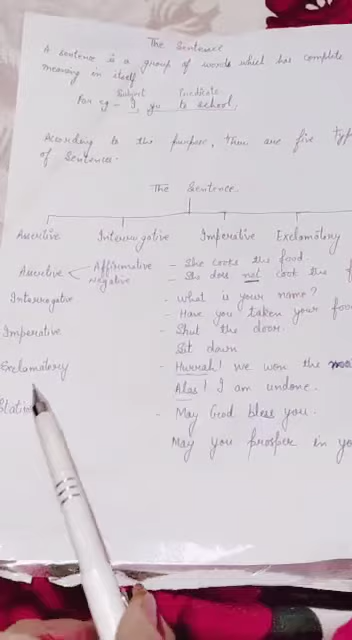 The Sentence
A sentence is a group of words which has complete
meaning in itself
Subject Predicate
For eg - I go to school,
According to the purpose, There are five
of Sentences.
The Sentence.
Assertive Interrogative Imperative Exclamatory
Assertive Affirmative - She cooks the food.
Negative - She does not cook the
Interrogative - What is your name?
- Have you taken your
Imperative - Shut the door.
Sit down
Exclamatory - Hurrah! We won the
Alas! I am undone.
- May God bless you.
May you prosper in